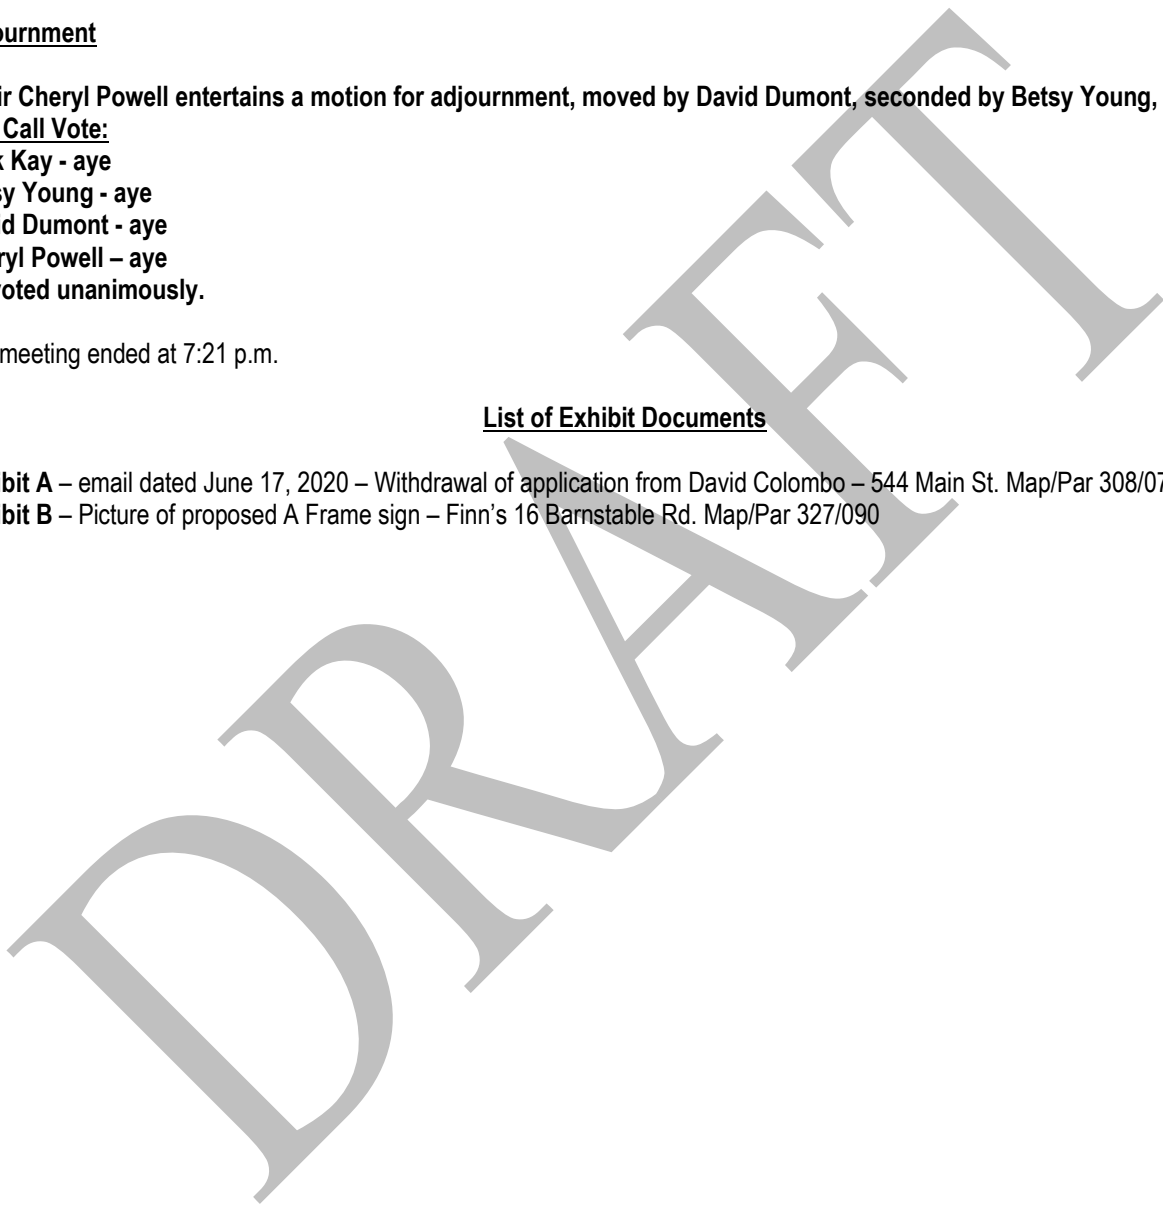 ournment
ir Cheryl Powell entertains a motion for adjournment, moved by David Dumont, seconded by Betsy Young,
Call Vote:
k Kay - aye
sy Young - aye
id Dumont - aye
ryl Powell – aye
voted unanimously.
meeting ended at 7:21 p.m.
List of Exhibit Documents
ibit A – email dated June 17, 2020 – Withdrawal of application from David Colombo – 544 Main St. Map/Par 308/07
ibit B – Picture of proposed A Frame sign – Finn’s 16 Barnstable Rd. Map/Par 327/090
DRAFT